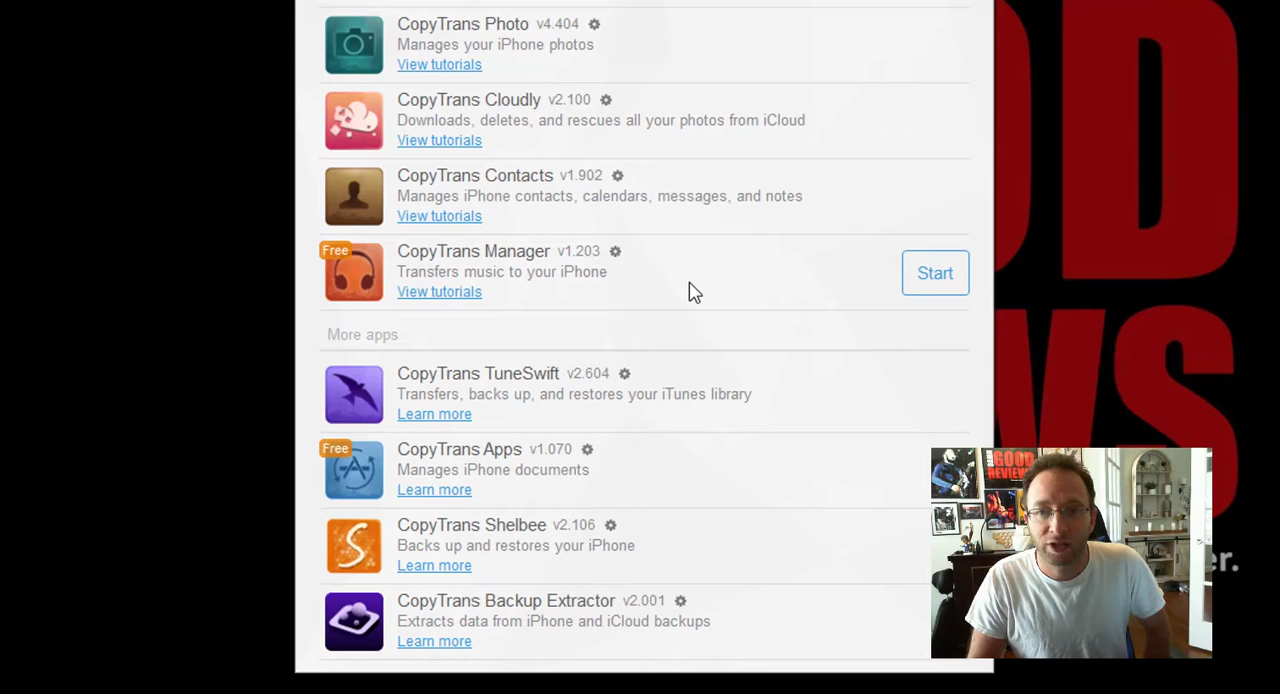 CopyTrans Photo v4.404
Manages your iPhone photos
View tutorials
CopyTrans Cloudly v2.100
Downloads, deletes, and rescues all your photos from iCloud
View tutorials
CopyTrans Contacts v1.902
Manages iPhone contacts, calendars, messages, and notes
View tutorials
Free
CopyTrans Manager v1.203
Transfers music to your iPhone
View tutorials
Start
More apps
CopyTrans TuneSwift v2.604
Transfers, backs up, and restores your iTunes library
Learn more
Free
CopyTrans Apps v1.070
Manages iPhone documents
Learn more
CopyTrans Shelbee v2.106
Backs up and restores your iPhone
Learn more
CopyTrans Backup Extractor v2.001
Extracts data from iPhone and iCloud backups
Learn more
OD
WS
er.
GOOD
REVIEWS